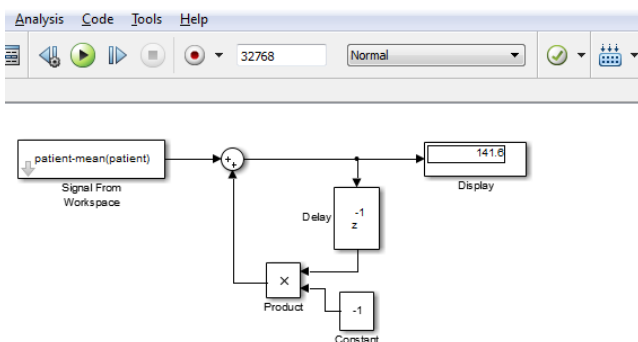 Analysis Code Tools Help
32768
Normal
patient-mean(patient)
Signal From
Workspace
++
141.6
Display
Delay
-1
z
×
Product
-1
Constant